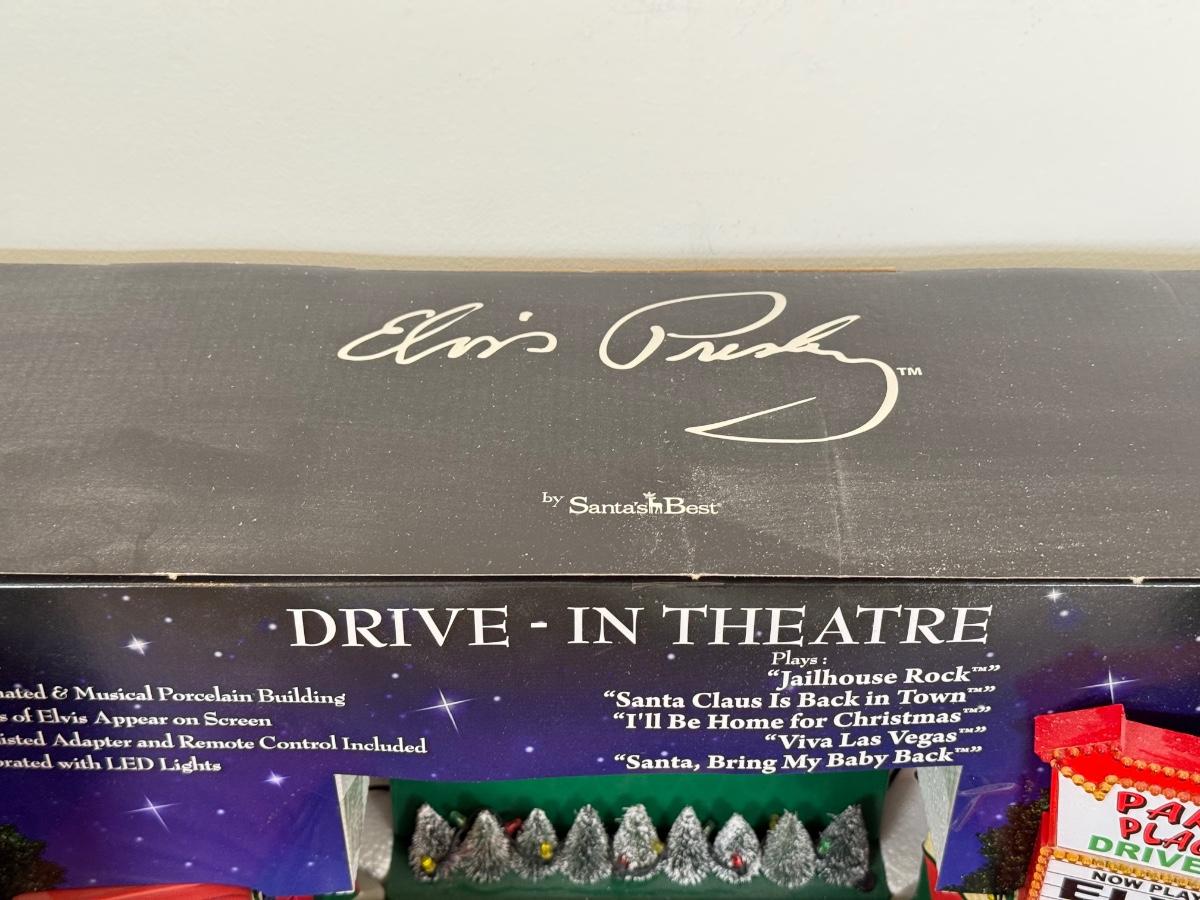 Elvis Presley™
by Santa's Best
DRIVE - IN THEATRE
& Musical Porcelain Building
of Elvis Appear on Screen
Adapter and Remote Control Included
with LED Lights
Plays :
“Jailhouse Rock™”
“Santa Claus Is Back in Town™”
“I'll Be Home for Christmas™”
“Viva Las Vegas™”
“Santa, Bring My Baby Back™”
DRIVE
NOW